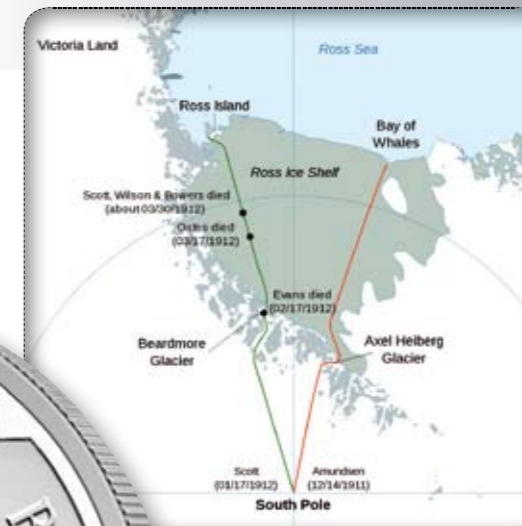 Victoria Land
Ross Sea
Ross Island
Bay of
Whales
Ross Ice Shelf
Scott, Wilson & Bowers died
(about 03/30/1912)
Oates died
(03/17/1912)
Evans died
(02/17/1912)
Beardmore
Glacier
Axel Heiberg
Glacier
Scott
(01/17/1912)
Amundsen
(12/14/1911)
South Pole